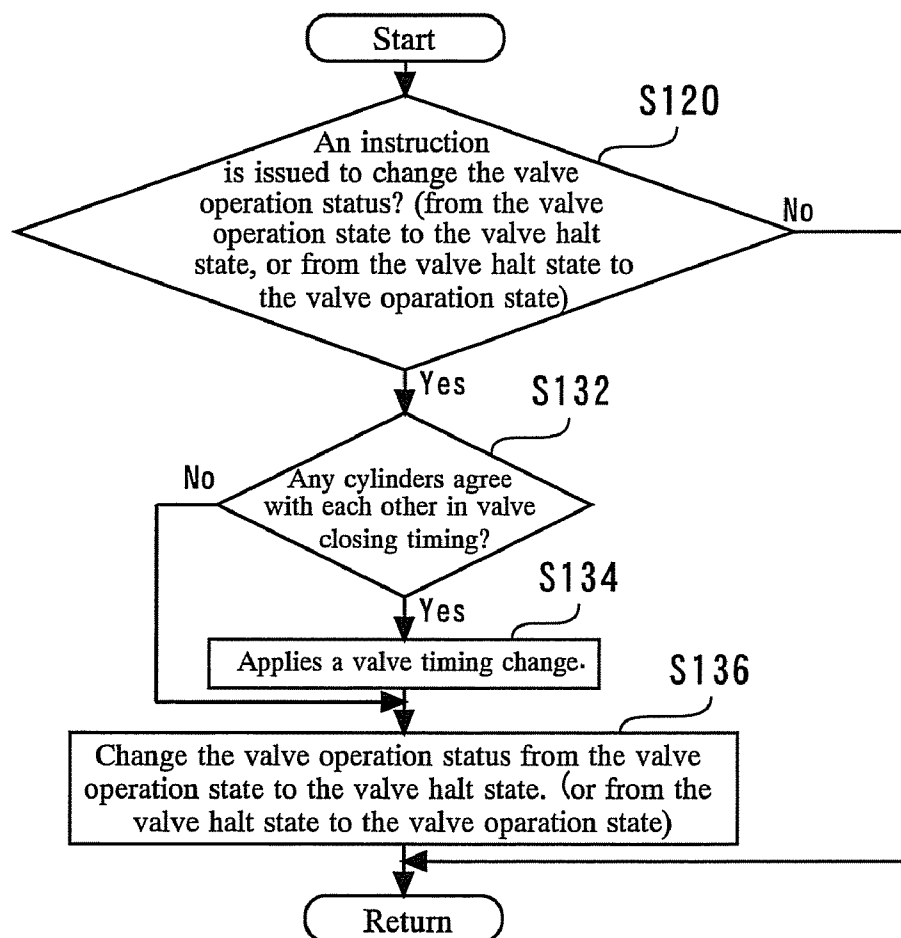 Start
S120
An instruction
is issued to change the valve
operation status? (from the valve
operation state to the valve halt
state, or from the valve halt state to
the valve oparation state)
No
Yes
S132
No
Any cylinders agree
with each other in valve
closing timing?
Yes
S134
Applies a valve timing change.
S136
Change the valve operation status from the valve
operation state to the valve halt state. (or from the
valve halt state to the valve oparation state)
Return